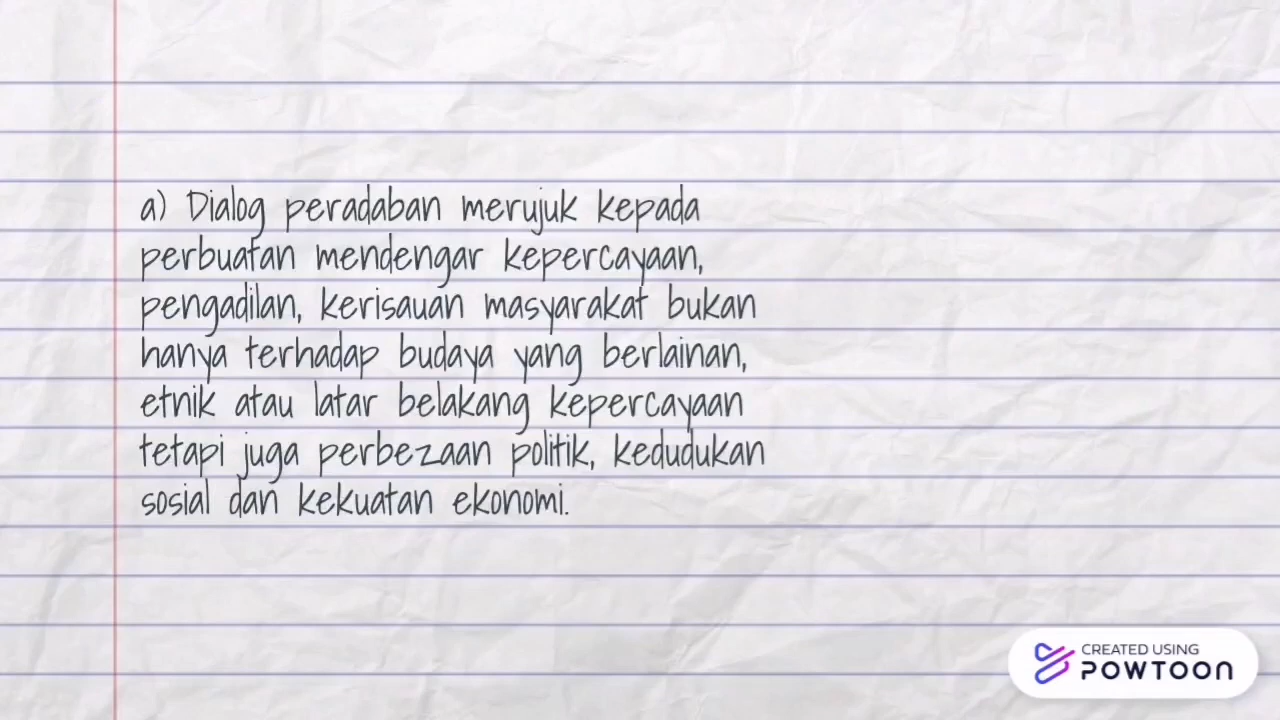 a) Dialog peradaban merujuk kepada
perbuatan mendengar kepercayaan,
pengadilan, kerisauan masyarakat bukan
hanya terhadap budaya yang berlainan,
etnik atau latar belakang kepercayaan
tetapi juga perbezaan politik, kedudukan
sosial dan kekuatan ekonomi.
CREATED USING
POWTOON